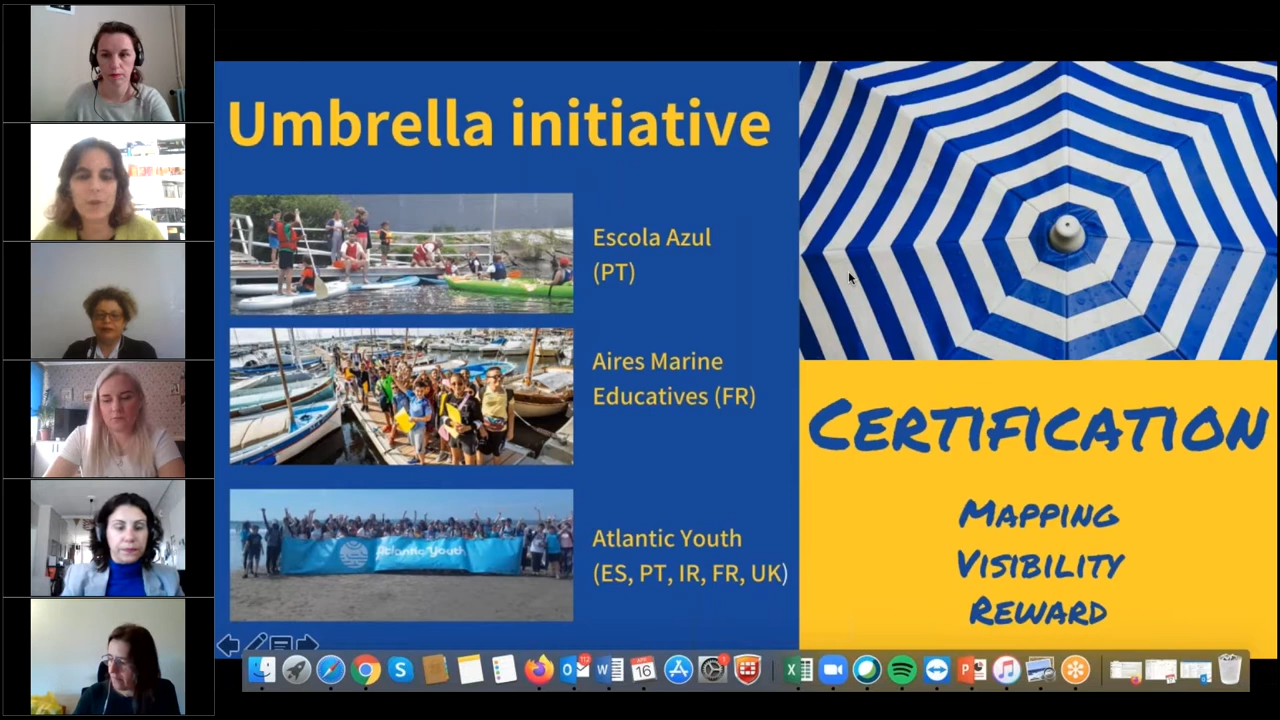 Umbrella initiative
Escola Azul
(PT)
Aires Marine
Educatives (FR)
Atlantic Youth
Atlantic Youth
(ES, PT, IR, FR, UK)
CERTIFICATION
MAPPING
VISIBILITY
REWARD
16